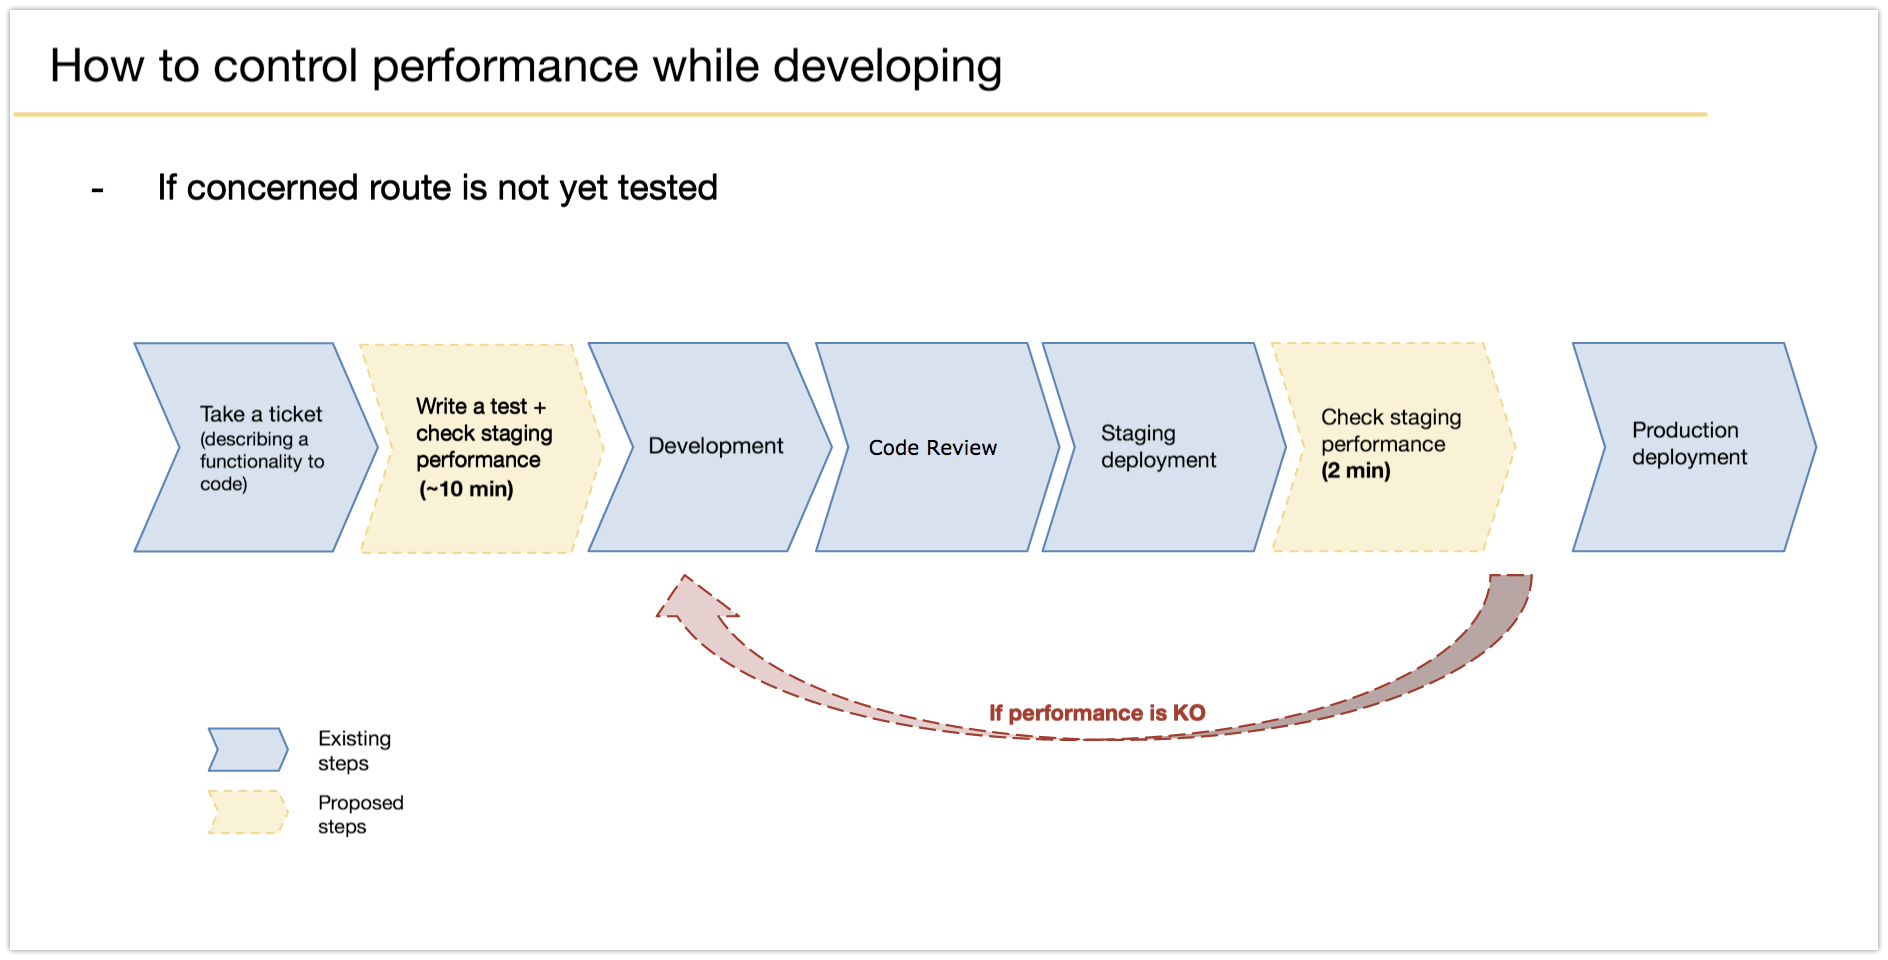 How to control performance while developing
- If concerned route is not yet tested
Take a ticket
(describing a
functionality to
code)
Write a test +
check staging
performance
(~10 min)
Development
Code Review
Staging
deployment
Check staging
performance
(2 min)
Production
deployment
If performance is KO
Existing
steps
Proposed
steps